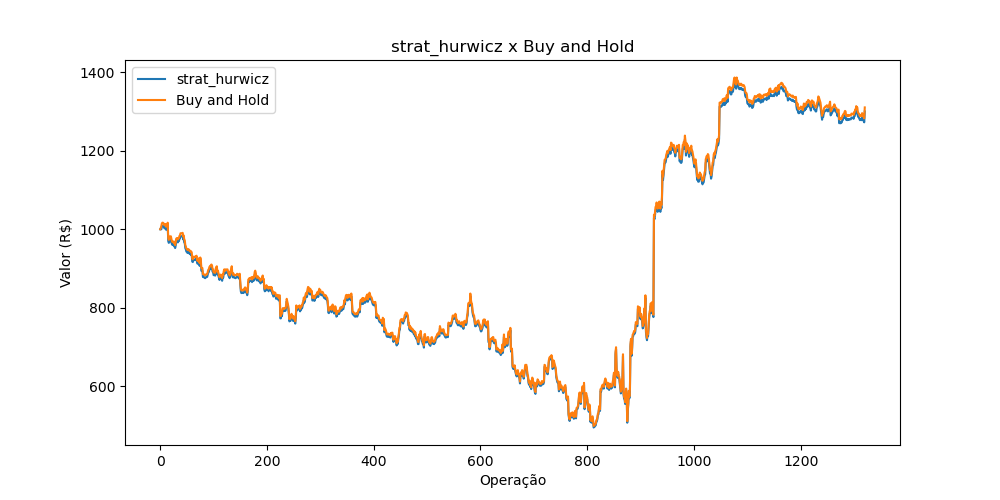 strat_hurwicz x Buy and Hold
strat_hurwicz
Buy and Hold
Valor (R$)
1400
1200
1000
800
600
0 200 400 600 800 1000 1200
Operação